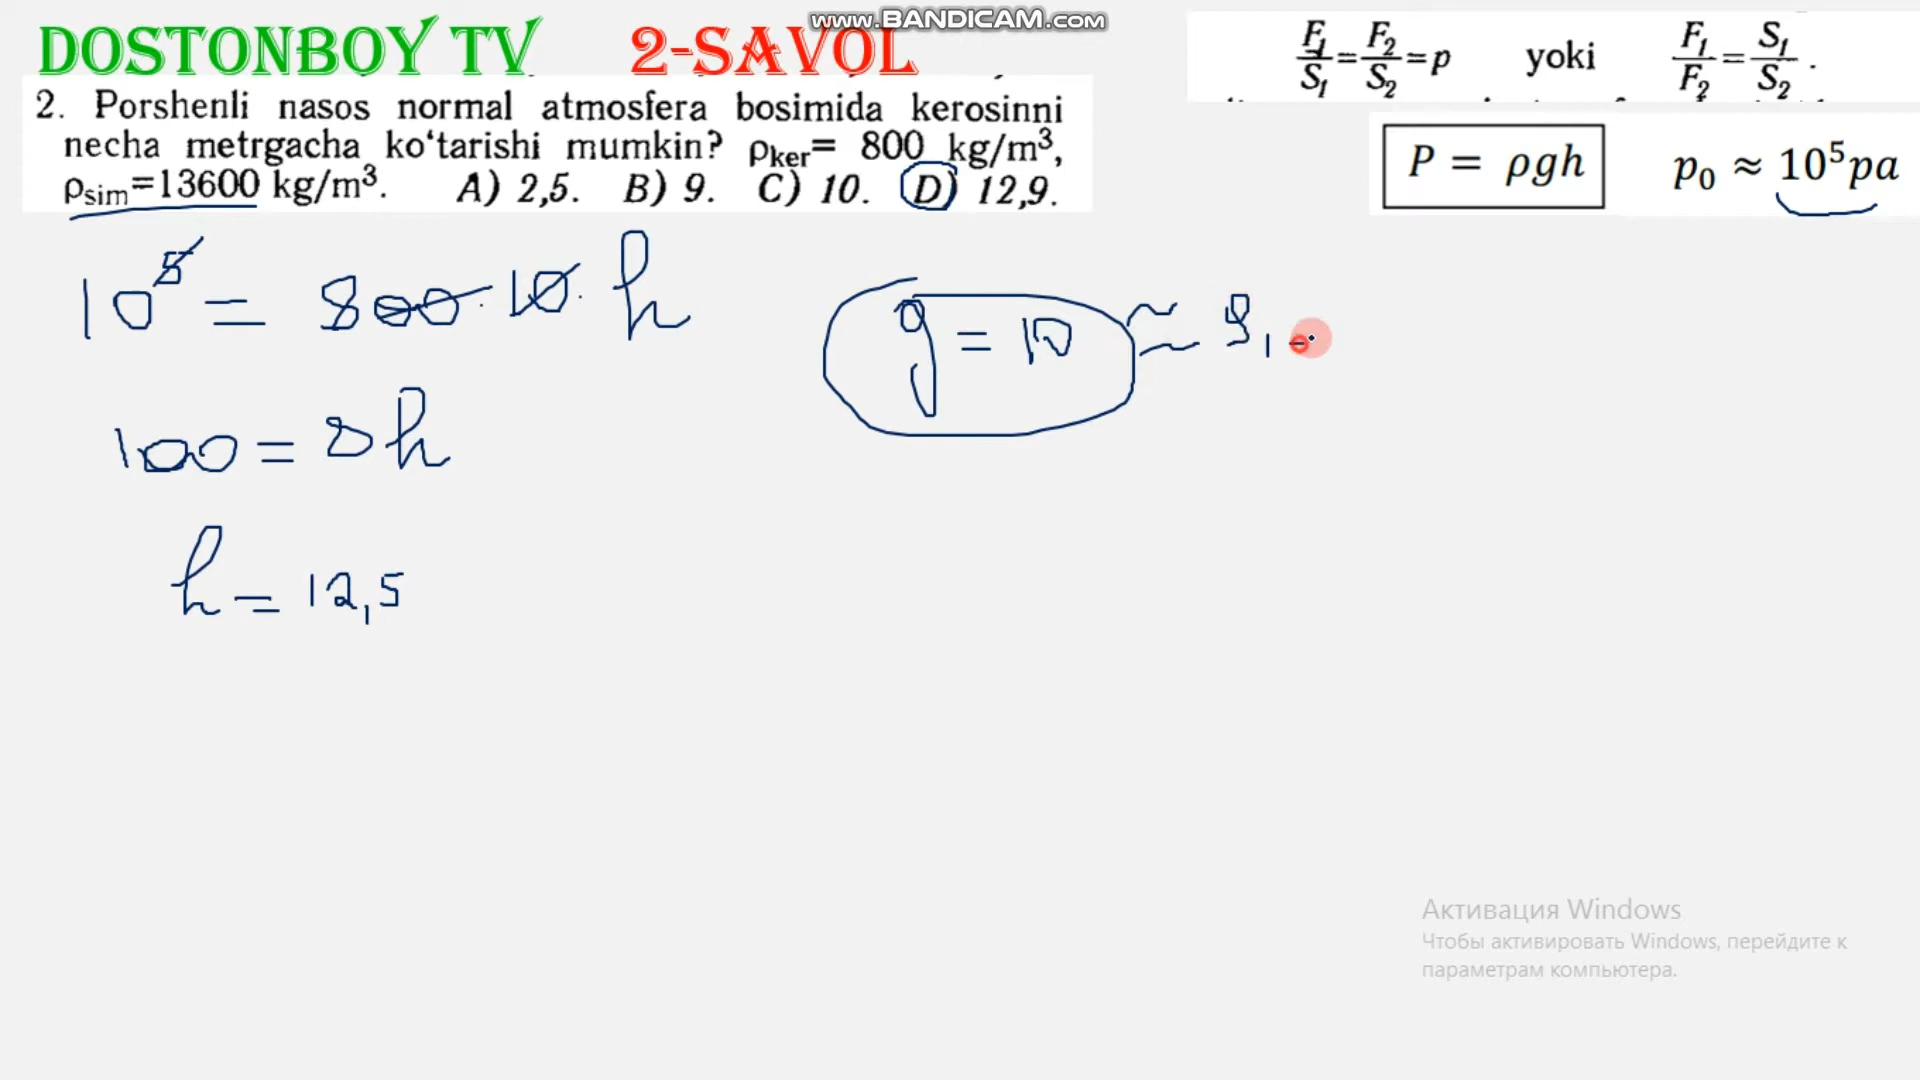 www.BANDICAM.com
DOSTONBOY TV 2-SAVOL
2. Porshenli nasos normal atmosfera bosimida kerosinni
necha metrgacha ko‘tarishi mumkin? ρker= 800 kg/m³,
ρsim=13600 kg/m³. A) 2,5. B) 9. C) 10. D) 12,9.
F₁/S₁=F₂/S₂=p yoki F₁/F₂=S₁/S₂.
P = ρgh p₀ ≈ 10⁵pa
10⁵ = 800·10·h
g = 10 ≈ 9,
100 = 8h
h = 12,5
Активация Windows
Чтобы активировать Windows, перейдите к
параметрам компьютера.